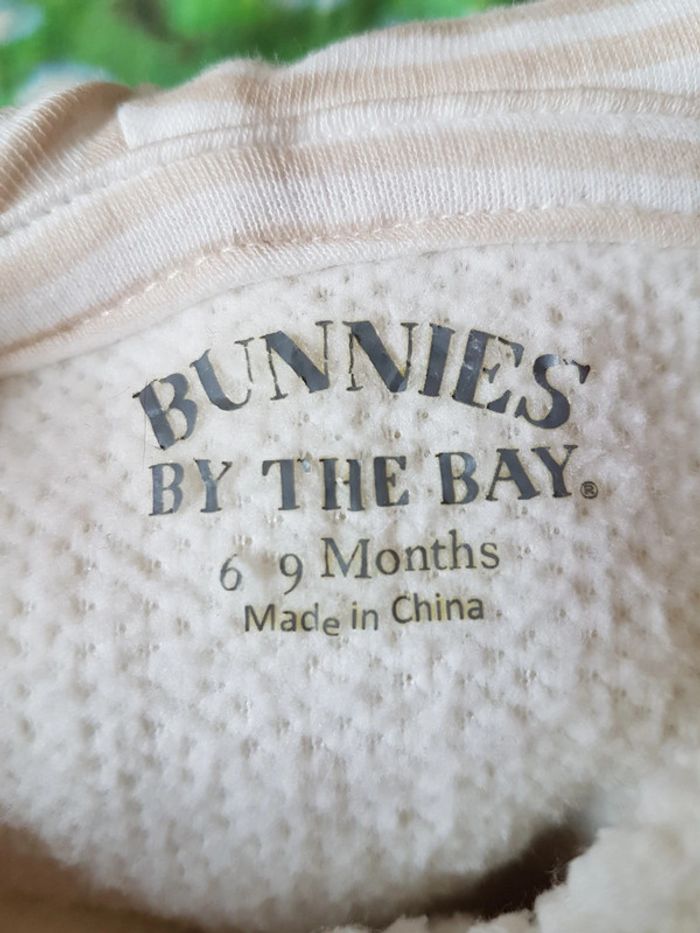 BUNNIES
BY THE BAY®
6 9 Months
Made in China